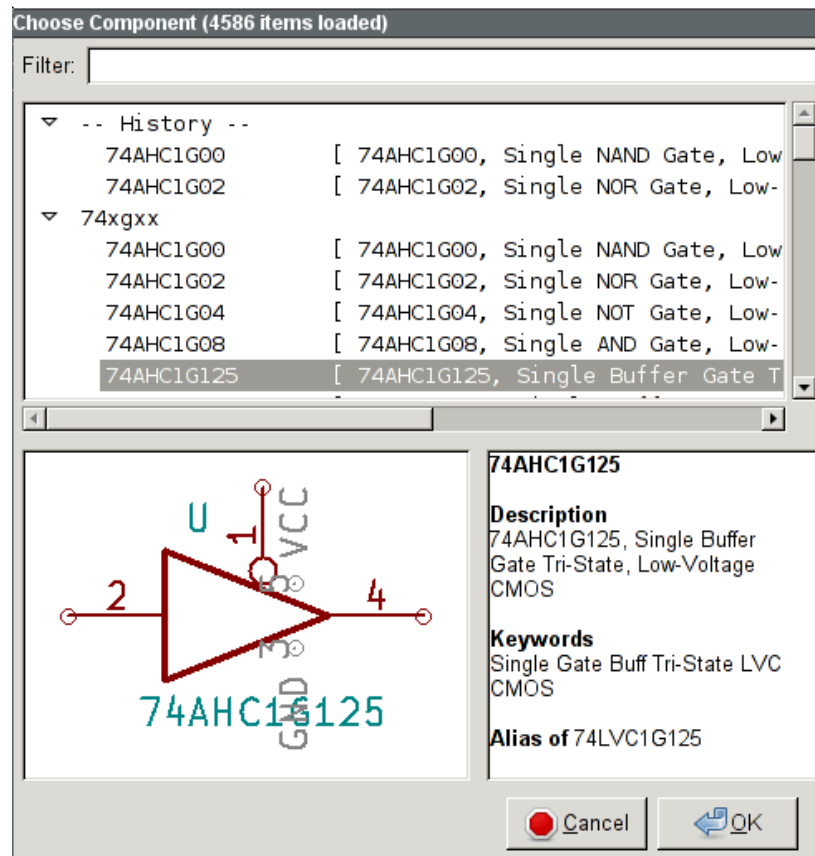 Choose Component (4586 items loaded)
Filter:
-- History --
74AHC1G00 [ 74AHC1G00, Single NAND Gate, Low
74AHC1G02 [ 74AHC1G02, Single NOR Gate, Low-
74xgxx
74AHC1G00 [ 74AHC1G00, Single NAND Gate, Low
74AHC1G02 [ 74AHC1G02, Single NOR Gate, Low-
74AHC1G04 [ 74AHC1G04, Single NOT Gate, Low-
74AHC1G08 [ 74AHC1G08, Single AND Gate, Low-
74AHC1G125 [ 74AHC1G125, Single Buffer Gate T
U
1
VCC
5
2
4
3
GND
74AHC1G125
74AHC1G125
Description
74AHC1G125, Single Buffer
Gate Tri-State, Low-Voltage
CMOS
Keywords
Single Gate Buff Tri-State LVC
CMOS
Alias of 74LVC1G125
Cancel
OK